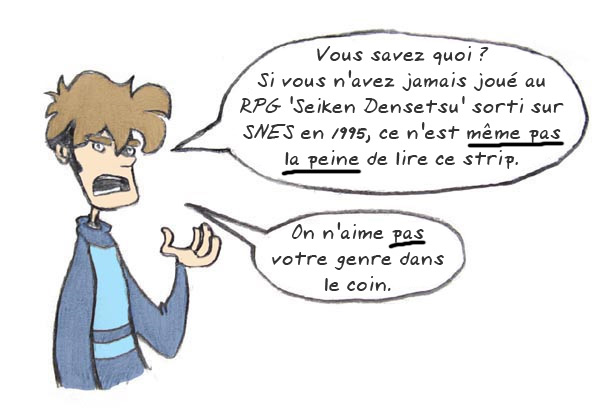 Vous savez quoi ?
Si vous n'avez jamais joué au
RPG 'Seiken Densetsu' sorti sur
SNES en 1995, ce n'est même pas
la peine de lire ce strip.
On n'aime pas
votre genre dans
le coin.